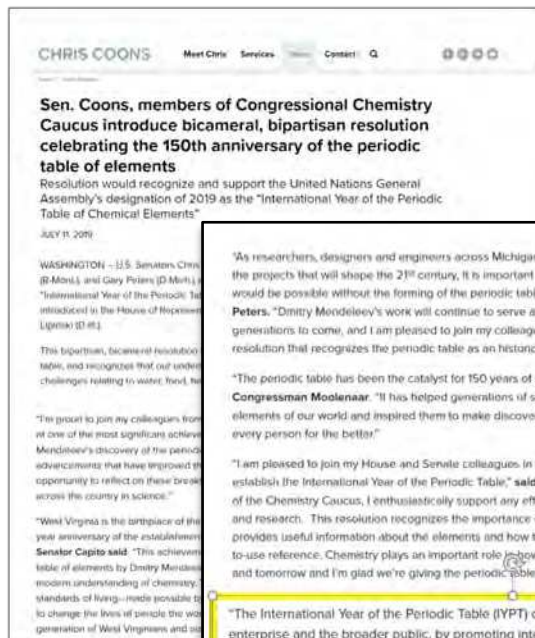 CHRIS COONS Meet Chris Services News Contact
Sen. Coons, members of Congressional Chemistry
Caucus introduce bicameral, bipartisan resolution
celebrating the 150th anniversary of the periodic
table of elements
Resolution would recognize and support the United Nations General
Assembly's designation of 2019 as the "International Year of the Periodic
Table of Chemical Elements"
JULY 11, 2019
WASHINGTON – U.S. Senators Chris
(R-Mont.), and Gary Peters (D-Mich.),
"International Year of the Periodic Tab
introduced in the House of Represen
Lipinski (D-Ill.).
This bipartisan, bicameral resolution
table, and recognizes that our under
challenges relating to water, food, he
"I'm proud to join my colleagues from
of one of the most significant achieve
Mendeleev's discovery of the periodi
advancements that have improved th
opportunity to reflect on these break
across the country in science."
"West Virginia is the birthplace of the
year anniversary of the establishmen
Senator Capito said. "This achievem
table of elements by Dmitry Mendele
modern understanding of chemistry.
standards of living—made possible b
to change the lives of people the wor
generation of West Virginians and
"As researchers, designers and engineers across Michigan
the projects that will shape the 21st century, it is important
would be possible without the forming of the periodic tabl
Peters. "Dmitry Mendeleev's work will continue to serve a
generations to come, and I am pleased to join my colleagu
resolution that recognizes the periodic table as an historic
"The periodic table has been the catalyst for 150 years of
Congressman Moolenaar. "It has helped generations of s
elements of our world and inspired them to make discove
every person for the better."
"I am pleased to join my House and Senate colleagues in
establish the International Year of the Periodic Table," said
of the Chemistry Caucus, I enthusiastically support any eff
and research. This resolution recognizes the importance
provides useful information about the elements and how t
to-use reference. Chemistry plays an important role in how
and tomorrow and I'm glad we're giving the periodic table
"The International Year of the Periodic Table (IYPT) c
enterprise and the broader public, by promoting inte